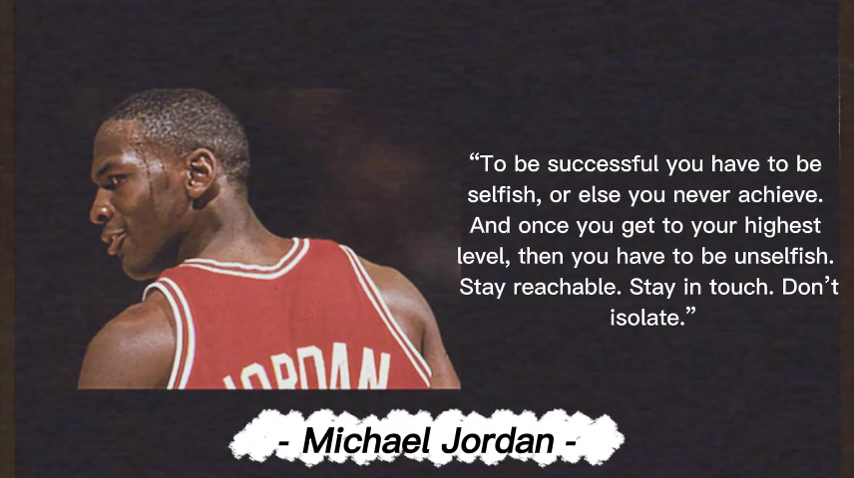 “To be successful you have to be
selfish, or else you never achieve.
And once you get to your highest
level, then you have to be unselfish.
Stay reachable. Stay in touch. Don’t
isolate.”
JORDAN
- Michael Jordan -